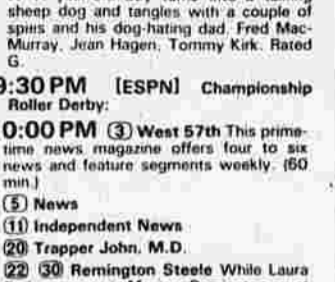 sheep dog and tangles with a couple of
spies and his dog-hating dad. Fred Mac-
Murray, Jean Hagen, Tommy Kirk. Rated
G.
9:30 PM [ESPN] Championship
Roller Derby:
0:00 PM (3) West 57th This prime-
time news magazine offers four to six
news and feature segments weekly. (60
min.)
(5) News
(11) Independent News
(20) Trapper John, M.D.
(22) (30) Remington Steele While Laura